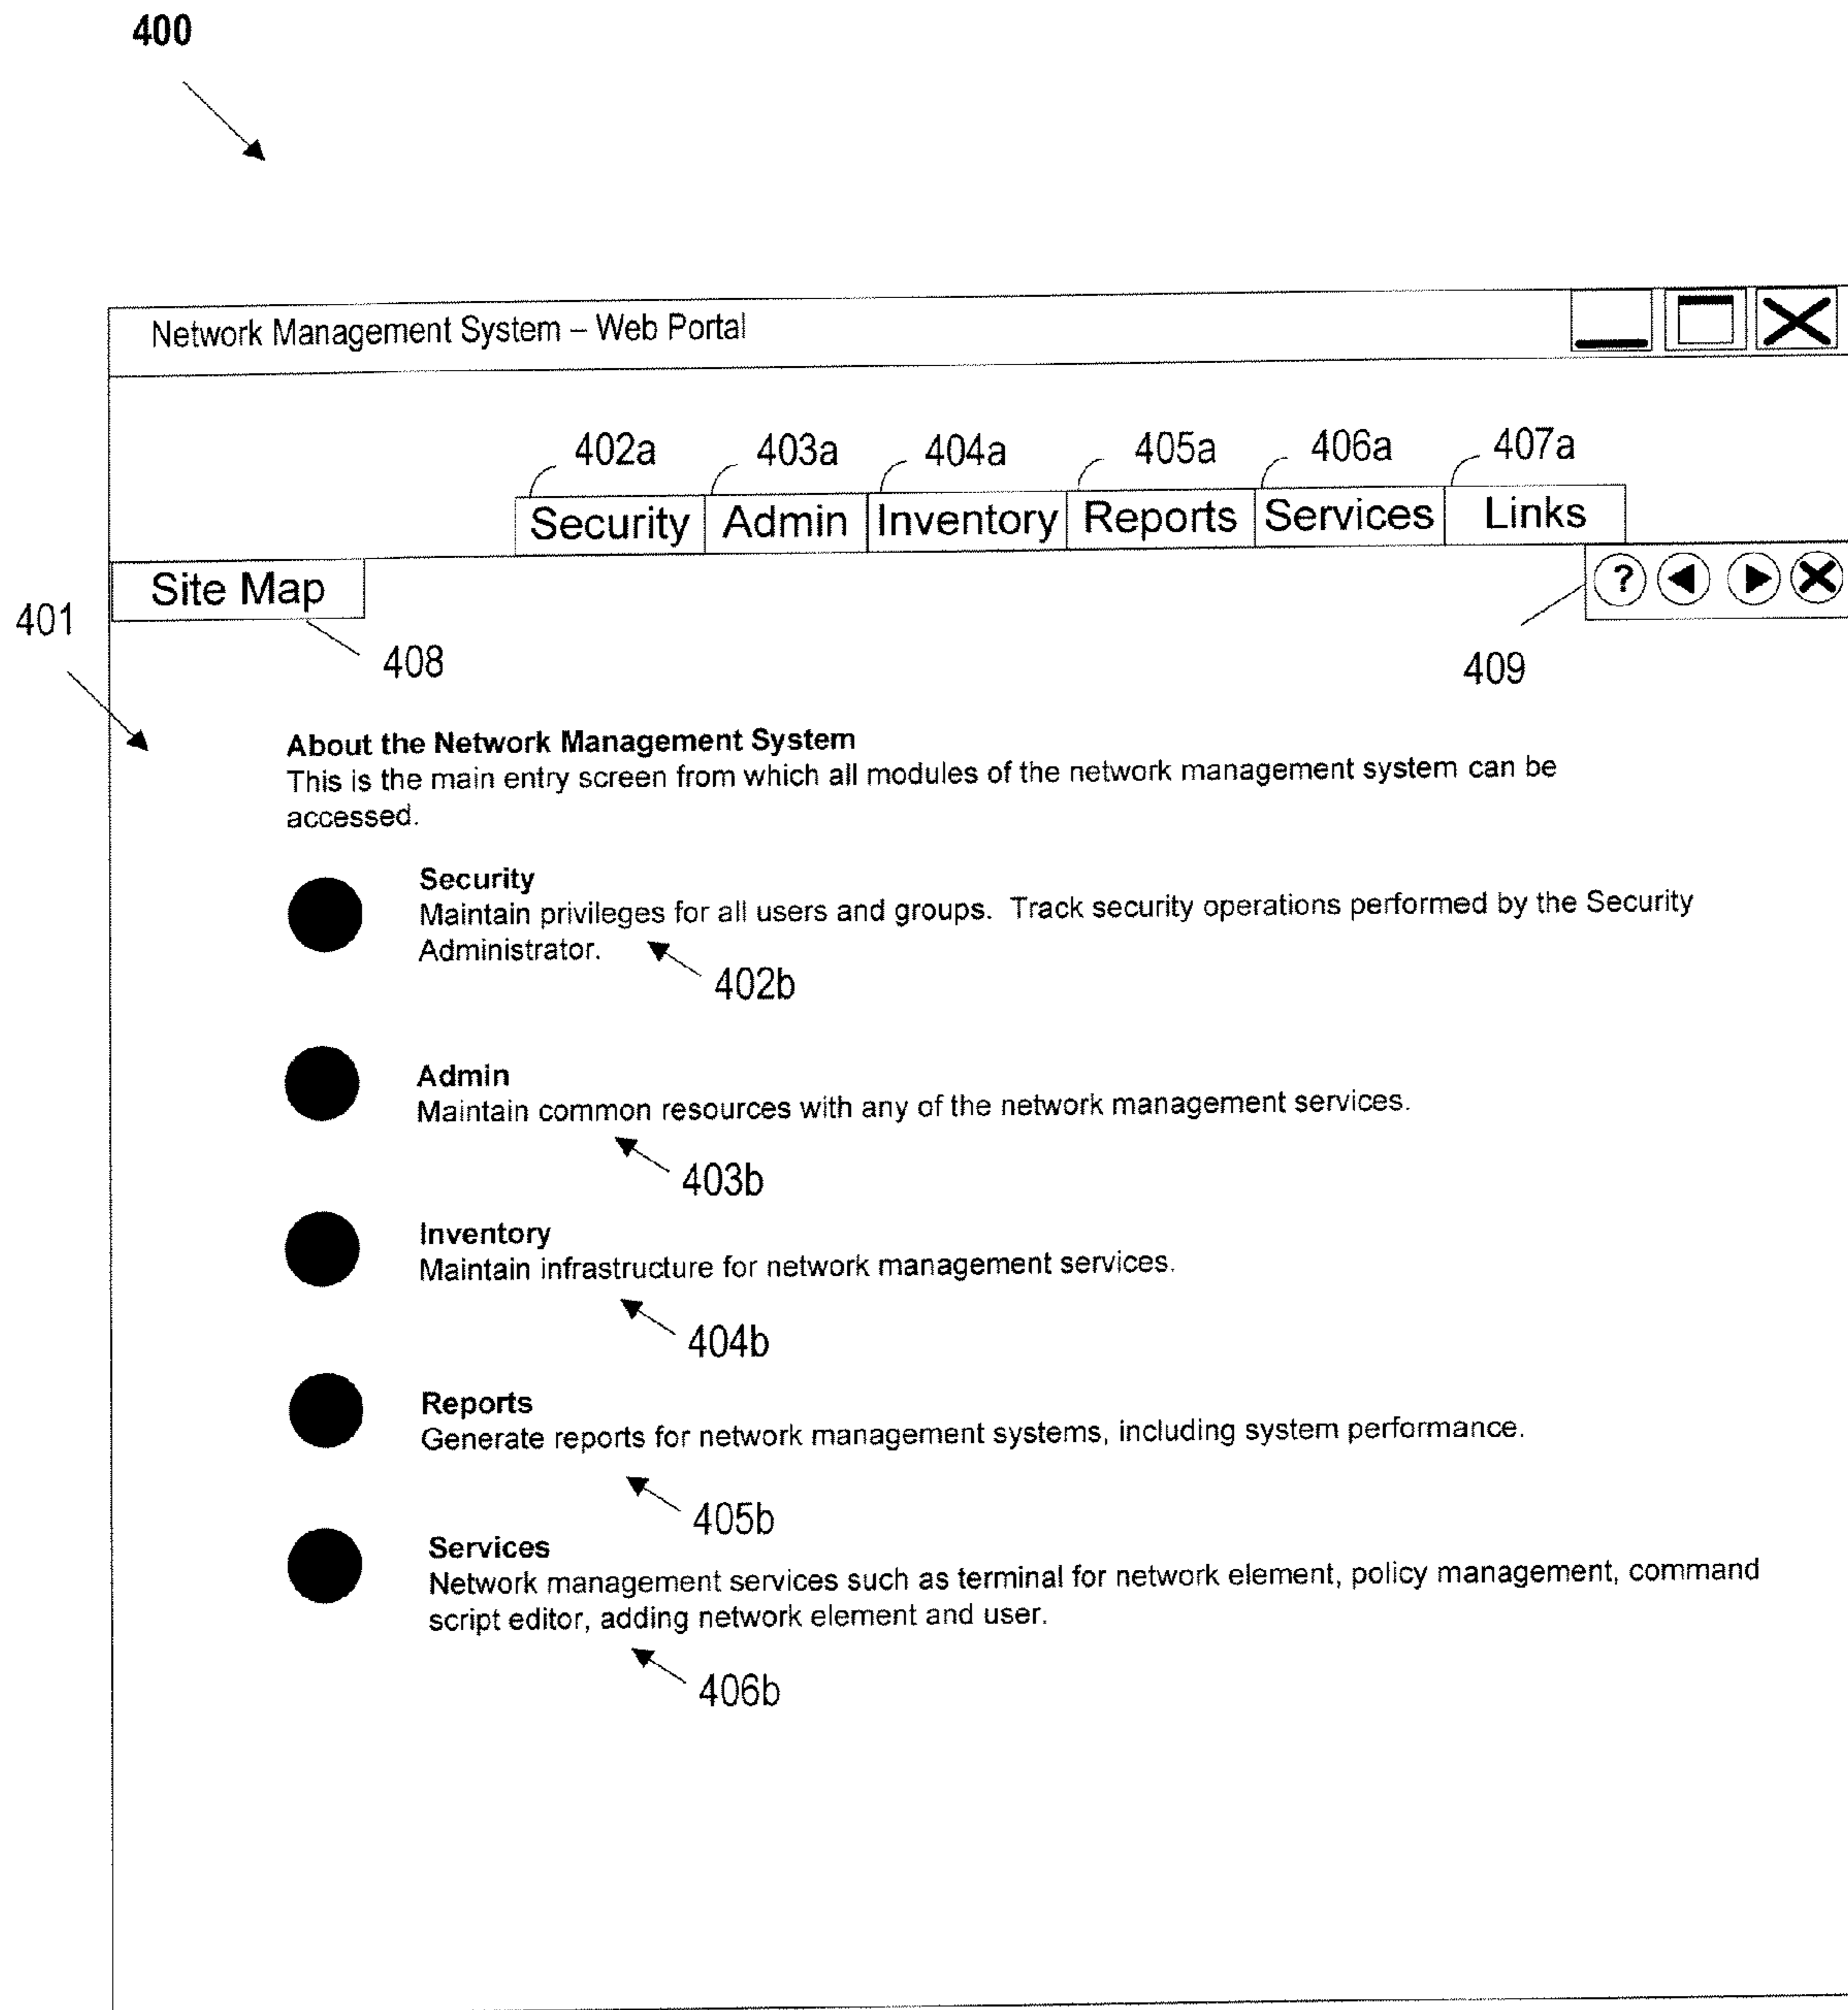 400
Network Management System – Web Portal
402a 403a 404a 405a 406a 407a
Security Admin Inventory Reports Services Links
Site Map ?
401
408
409
About the Network Management System
This is the main entry screen from which all modules of the network management system can be
accessed.
Security
Maintain privileges for all users and groups. Track security operations performed by the Security
Administrator.
402b
Admin
Maintain common resources with any of the network management services.
403b
Inventory
Maintain infrastructure for network management services.
404b
Reports
Generate reports for network management systems, including system performance.
405b
Services
Network management services such as terminal for network element, policy management, command
script editor, adding network element and user.
406b